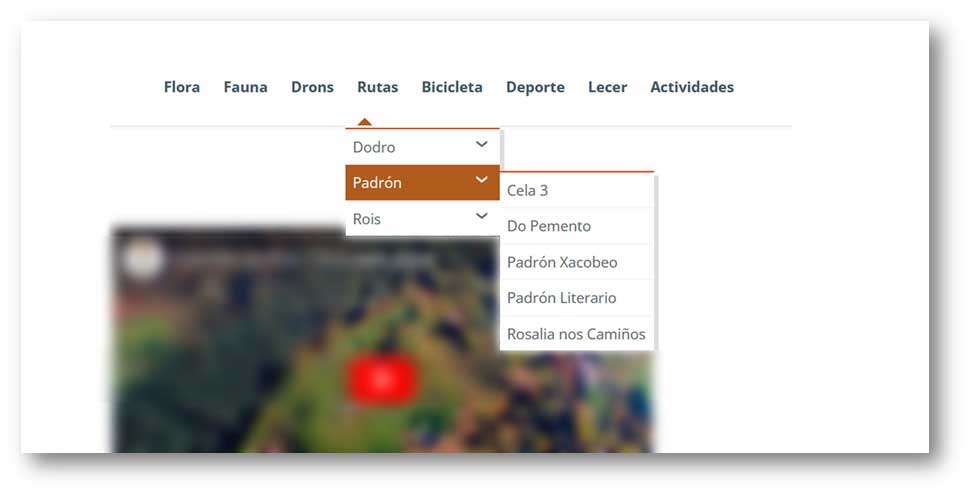 Flora Fauna Drons Rutas Bicicleta Deporte Lecer Actividades
Dodro
Padrón
Rois
Cela 3
Do Pemento
Padrón Xacobeo
Padrón Literario
Rosalia nos Camiños